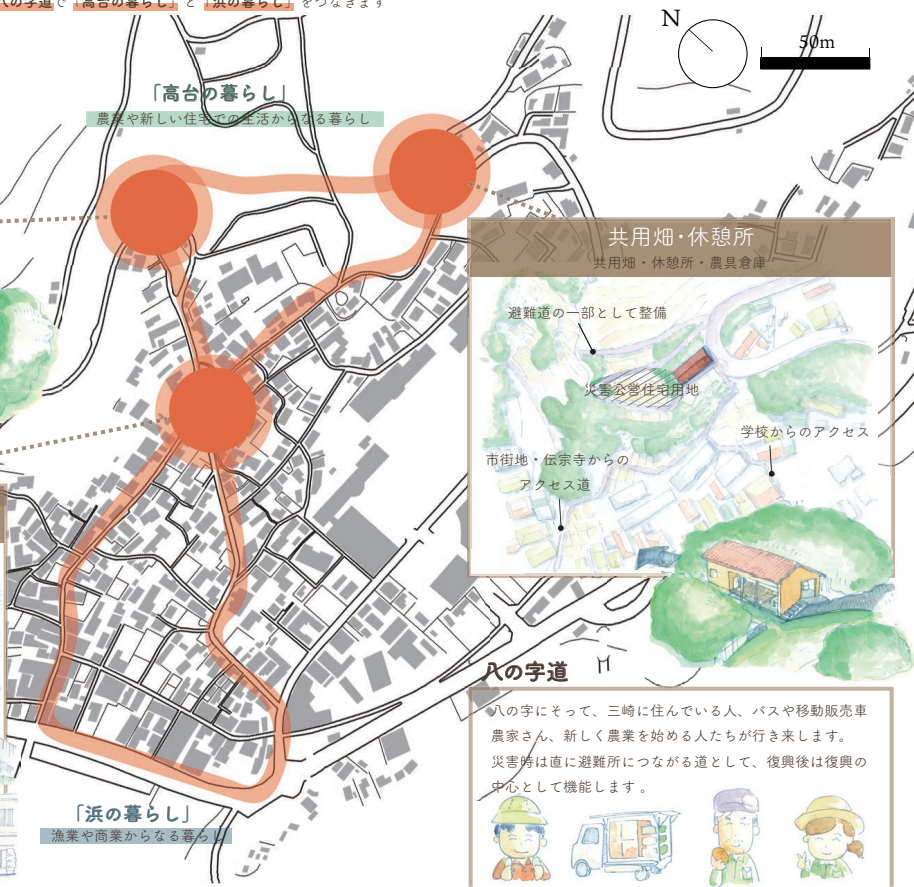 八の字道で「高台の暮らし」と「浜の暮らし」をつなぎます
N
50m
「高台の暮らし」
農業や新しい住宅での生活からなる暮らし
共用畑・休憩所
共用畑・休憩所・農具倉庫
避難道の一部として整備
災害公営住宅用地
学校からのアクセス
市街地・伝宗寺からの
アクセス道
八の字道
八の字にそって、三崎に住んでいる人、バスや移動販売車
農家さん、新しく農業を始める人たちが行き来します。
災害時は直に避難所につながる道として、復興後は復興の
中心として機能します。
「浜の暮らし」
漁業や商業からなる暮らし